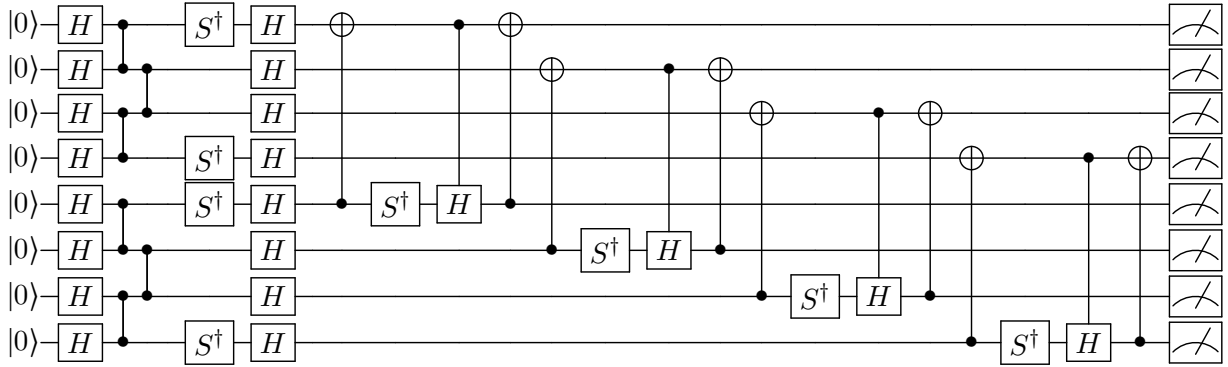 |0⟩ H S† H
|0⟩ H H
|0⟩ H H
|0⟩ H S† H
|0⟩ H S† H S† H
|0⟩ H H S† H
|0⟩ H H S† H
|0⟩ H S† H S† H